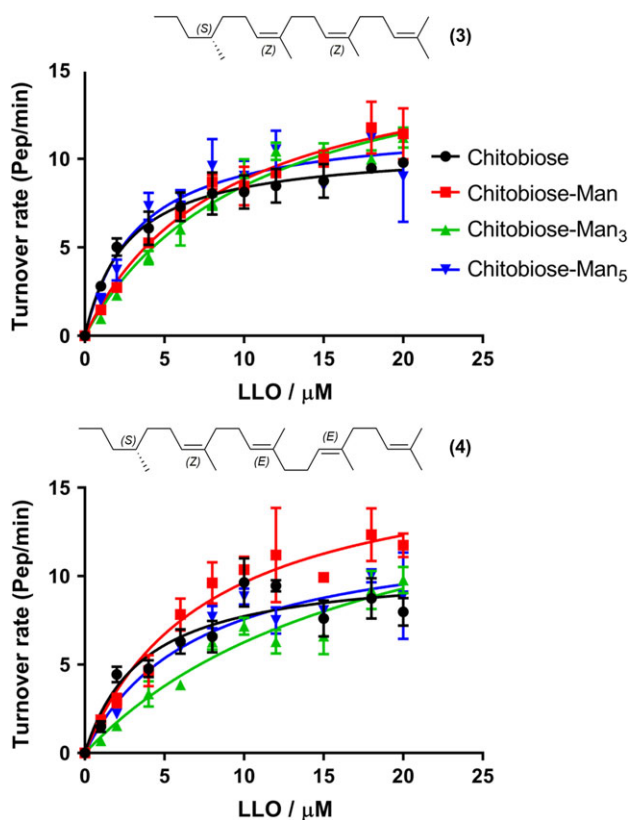 (S) (Z) (Z) (3)
Turnover rate (Pep/min)
15
10
5
0
0 5 10 15 20 25
LLO / μM
Chitobiose
Chitobiose-Man
Chitobiose-Man₃
Chitobiose-Man₅
(S) (Z) (E) (E) (4)
Turnover rate (Pep/min)
15
10
5
0
0 5 10 15 20 25
LLO / μM